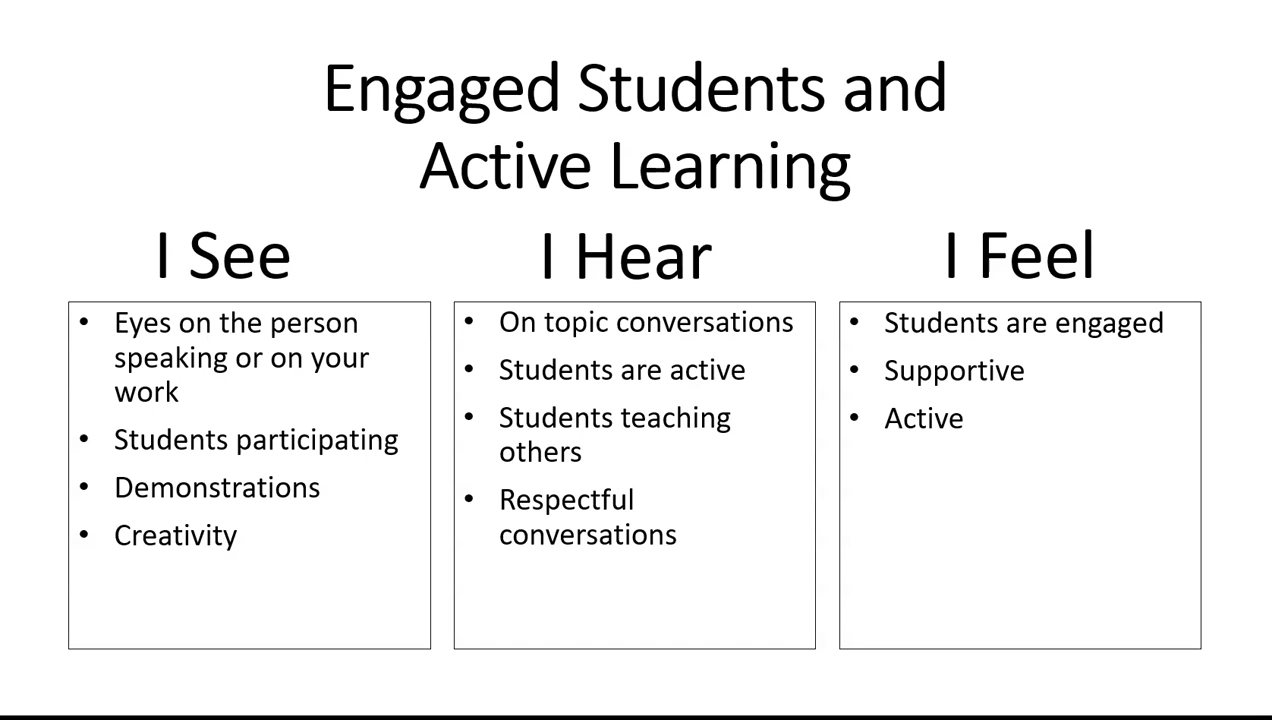 Engaged Students and
Active Learning
I See
• Eyes on the person
speaking or on your
work
• Students participating
• Demonstrations
• Creativity
I Hear
• On topic conversations
• Students are active
• Students teaching
others
• Respectful
conversations
I Feel
• Students are engaged
• Supportive
• Active